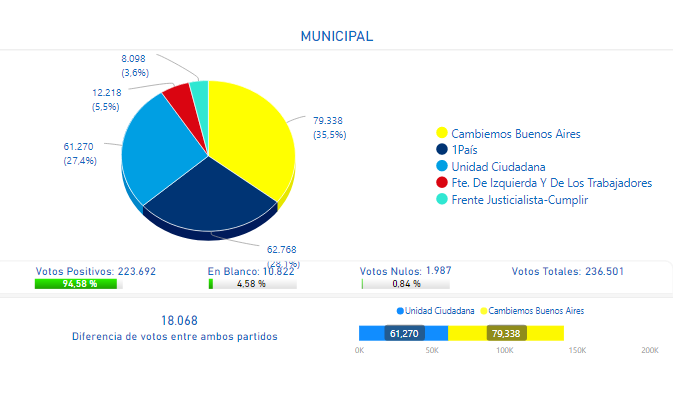 MUNICIPAL
8.098
(3,6%)
12.218
(5,5%)
79.338
(35,5%)
61.270
(27,4%)
62.768
(28,1%)
Cambiemos Buenos Aires
1País
Unidad Ciudadana
Fte. De Izquierda Y De Los Trabajadores
Frente Justicialista-Cumplir
Votos Positivos: 223.692
94,58 %
En Blanco: 10.822
4,58 %
Votos Nulos: 1.987
0,84 %
Votos Totales: 236,501
18.068
Diferencia de votos entre ambos partidos
Unidad Ciudadana Cambiemos Buenos Aires
61,270 79,338
0K 50K 100K 150K 200K